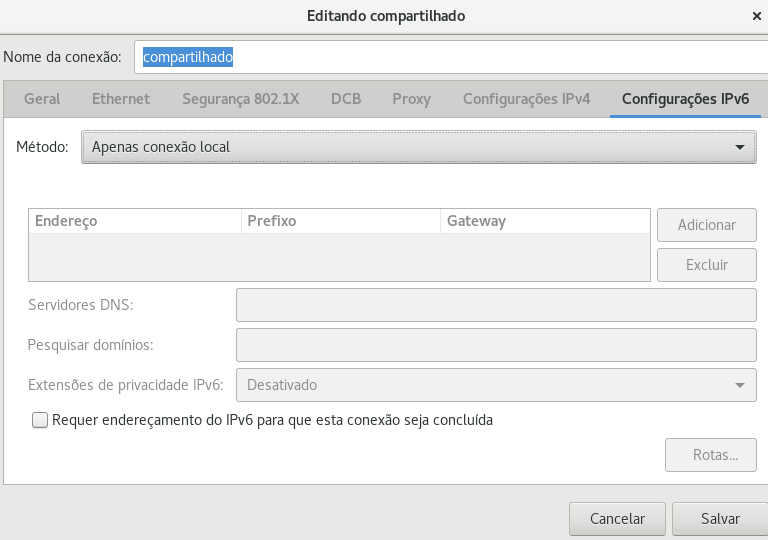 Editando compartilhado
Nome da conexão: compartilhado
Geral Ethernet Segurança 802.1X DCB Proxy Configurações IPv4 Configurações IPv6
Método: Apenas conexão local
Endereço Prefixo Gateway Adicionar
Excluir
Servidores DNS:
Pesquisar domínios:
Extensões de privacidade IPv6: Desativado
Requer endereçamento do IPv6 para que esta conexão seja concluída
Rotas...
Cancelar Salvar